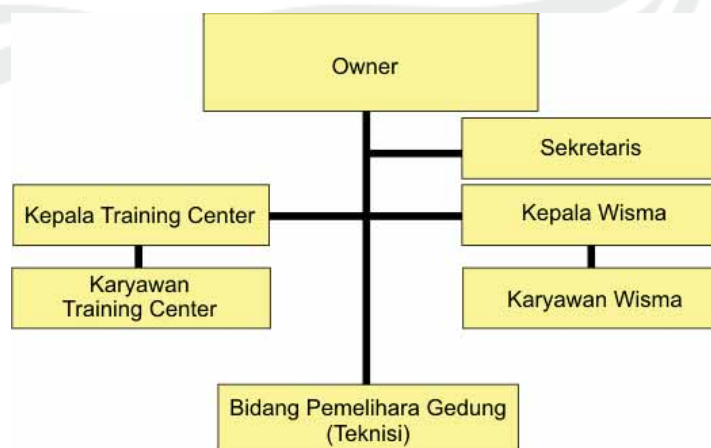 Owner
Sekretaris
Kepala Training Center
Kepala Wisma
Karyawan
Training Center
Karyawan Wisma
Bidang Pemelihara Gedung
(Teknisi)